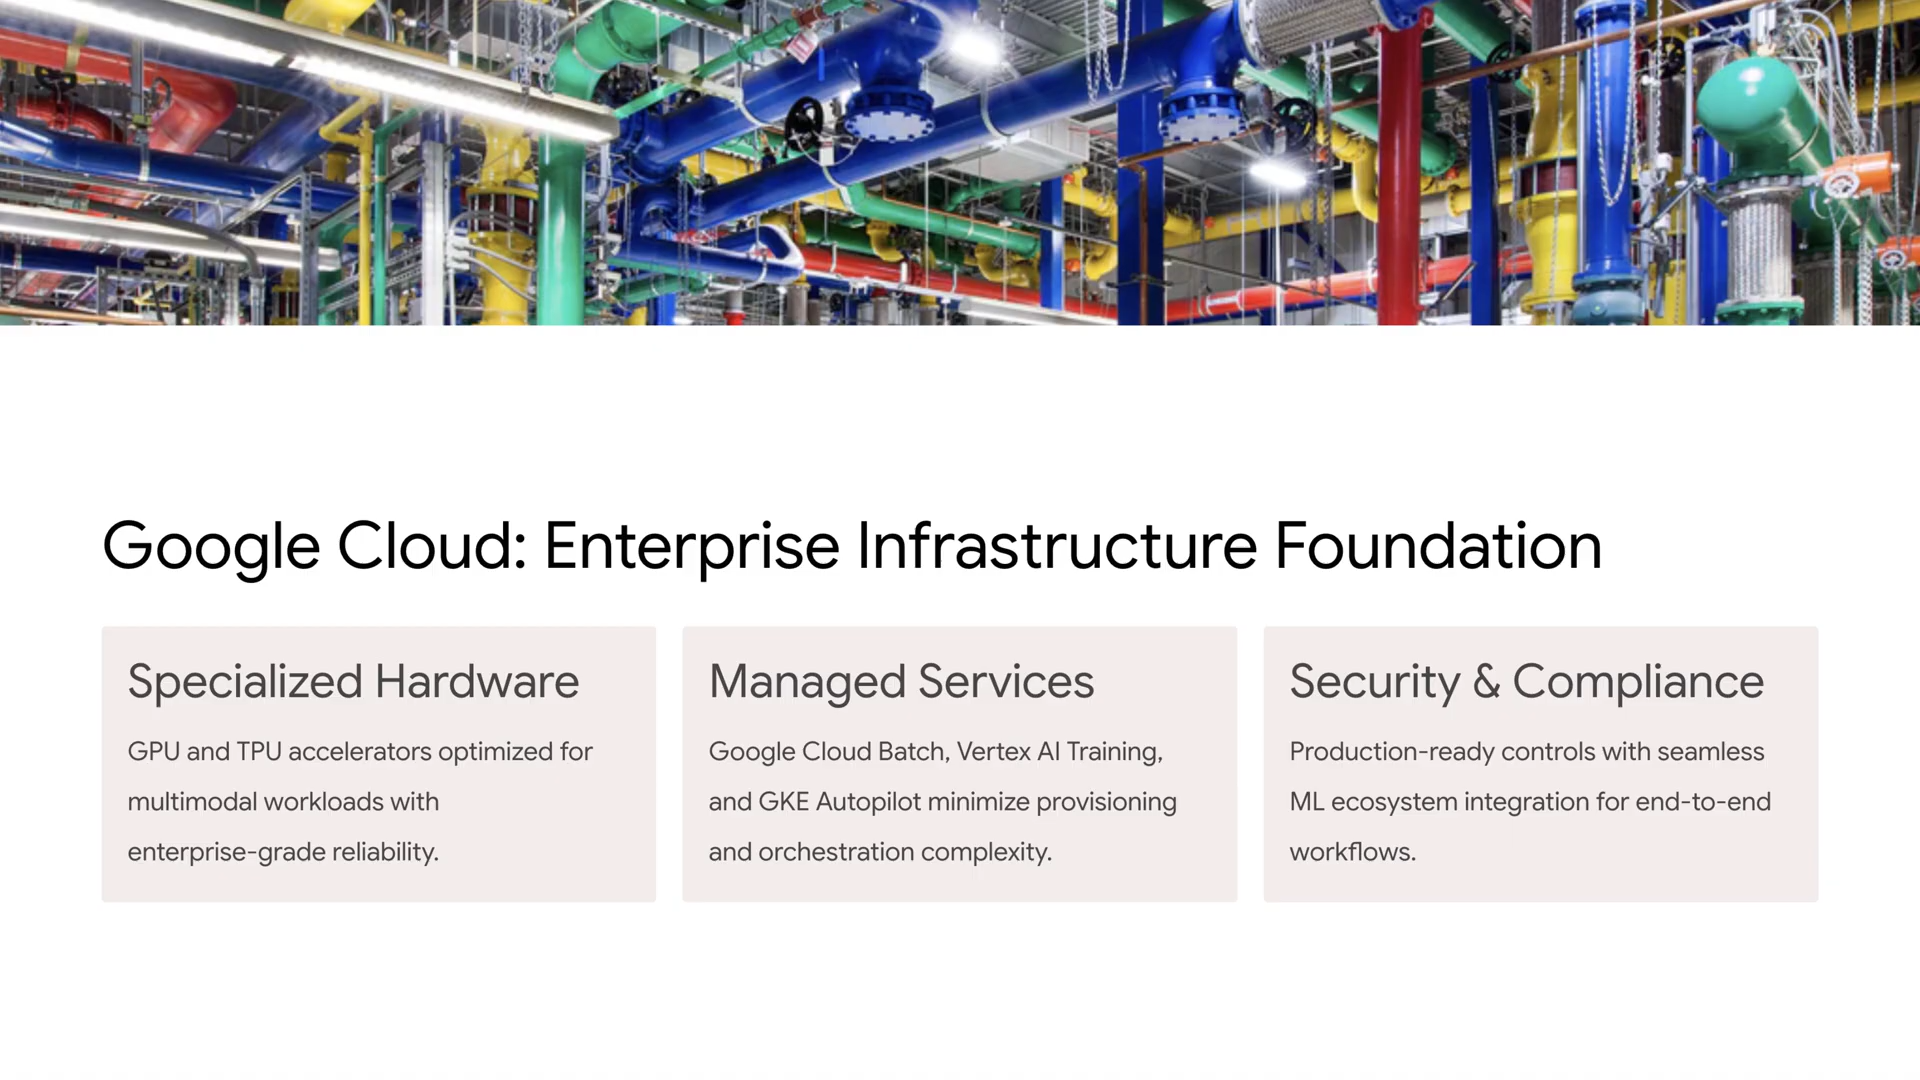 Google Cloud: Enterprise Infrastructure Foundation
Specialized Hardware
GPU and TPU accelerators optimized for
multimodal workloads with
enterprise-grade reliability.
Managed Services
Google Cloud Batch, Vertex AI Training,
and GKE Autopilot minimize provisioning
and orchestration complexity.
Security & Compliance
Production-ready controls with seamless
ML ecosystem integration for end-to-end
workflows.